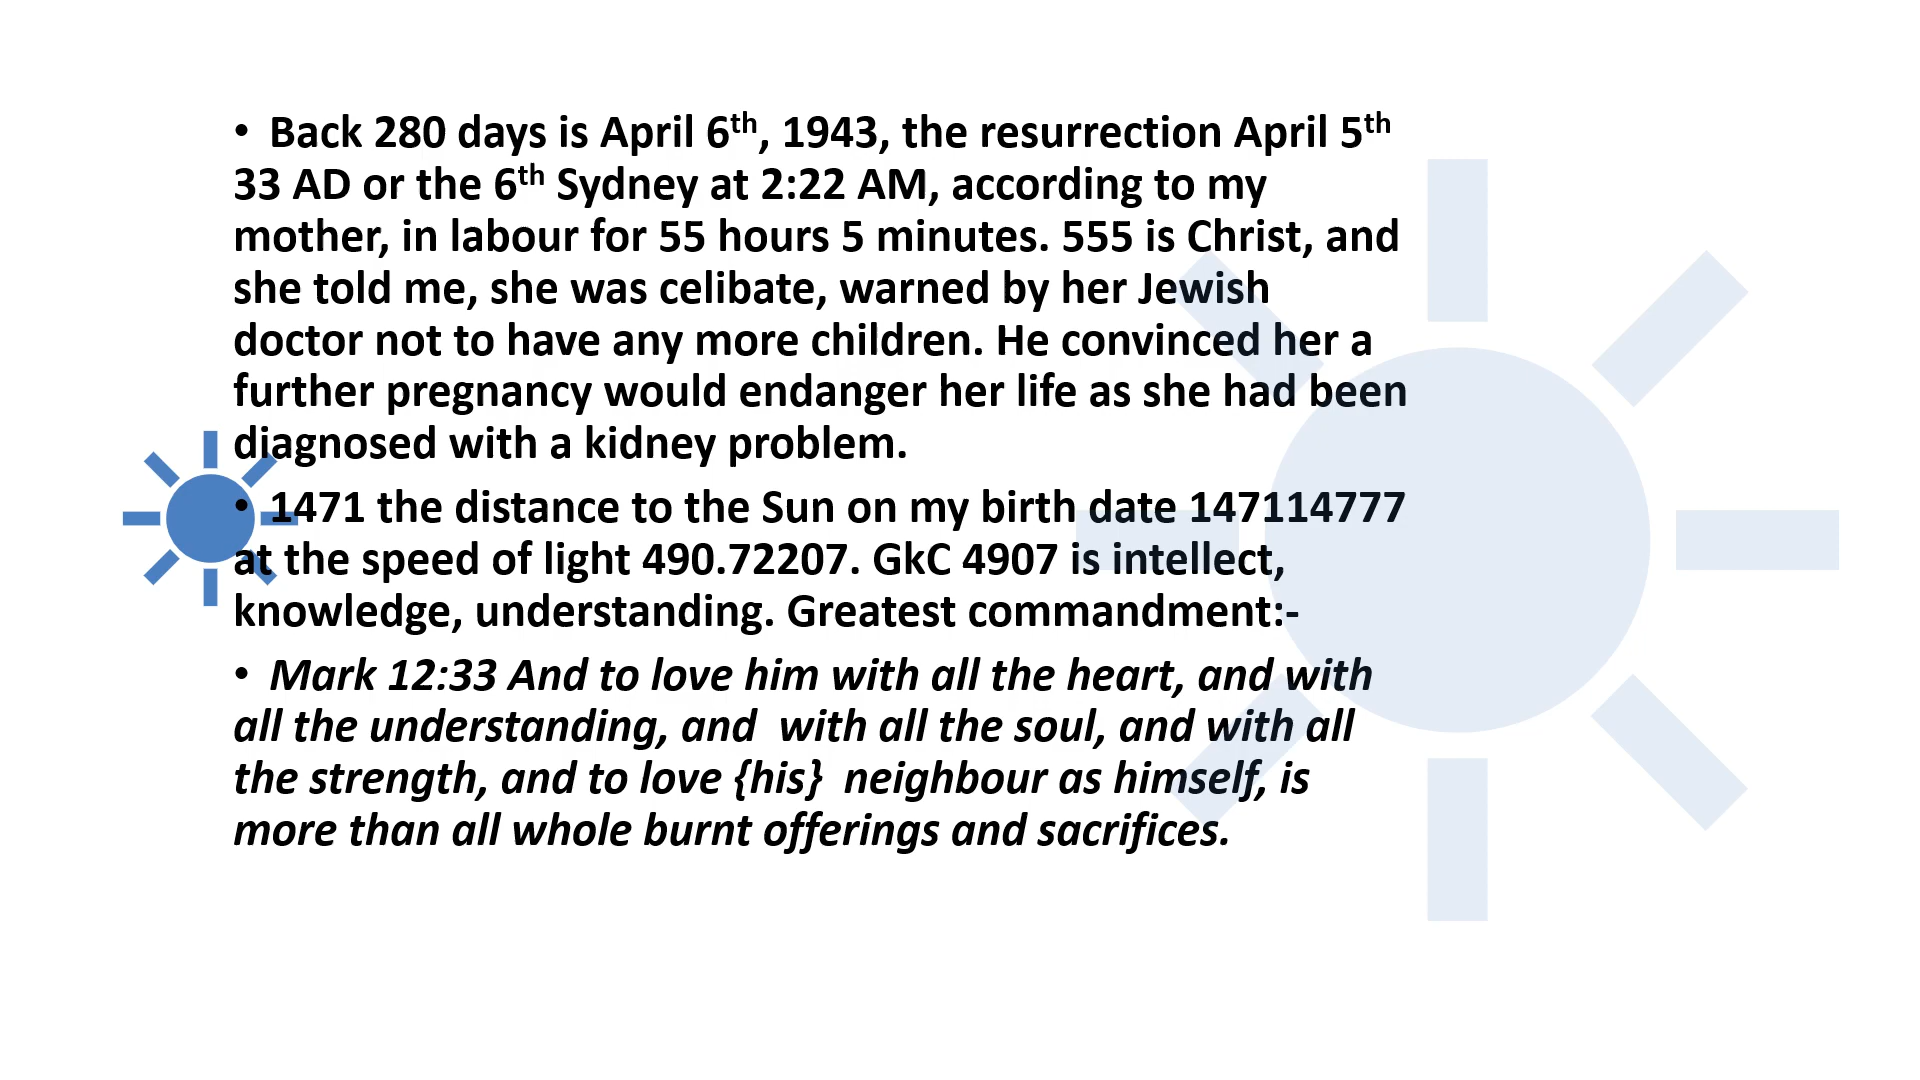 • Back 280 days is April 6th, 1943, the resurrection April 5th
33 AD or the 6th Sydney at 2:22 AM, according to my
mother, in labour for 55 hours 5 minutes. 555 is Christ, and
she told me, she was celibate, warned by her Jewish
doctor not to have any more children. He convinced her a
further pregnancy would endanger her life as she had been
diagnosed with a kidney problem.
• 1471 the distance to the Sun on my birth date 147114777
at the speed of light 490.72207. GkC 4907 is intellect,
knowledge, understanding. Greatest commandment:-
• Mark 12:33 And to love him with all the heart, and with
all the understanding, and  with all the soul, and with all
the strength, and to love {his}  neighbour as himself, is
more than all whole burnt offerings and sacrifices.